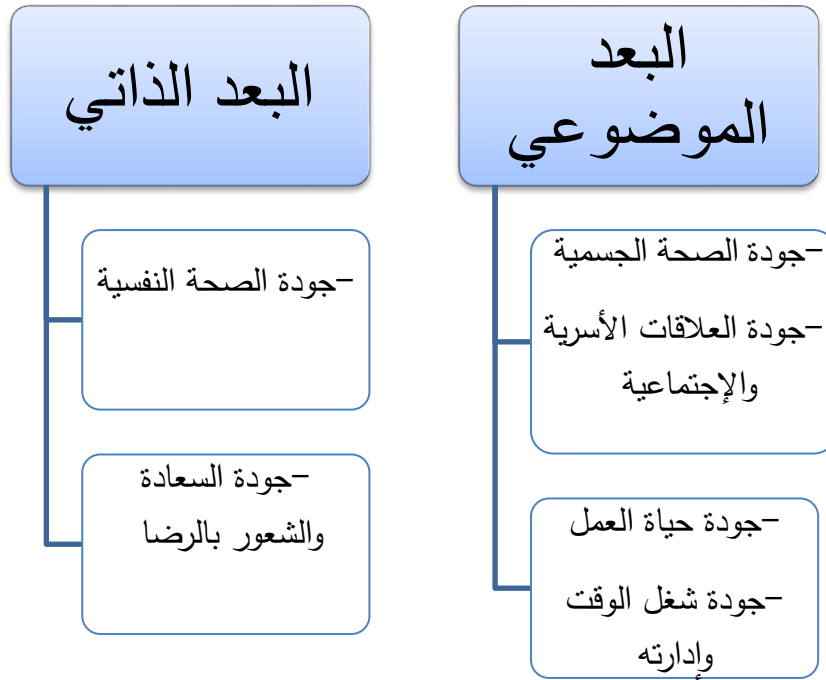 البعد
الموضوعي
-جودة الصحة الجسمية
-جودة العلاقات الأسرية
والإجتماعية
-جودة حياة العمل
-جودة شغل الوقت
وإدارته
البعد الذاتي
-جودة الصحة النفسية
-جودة السعادة
والشعور بالرضا